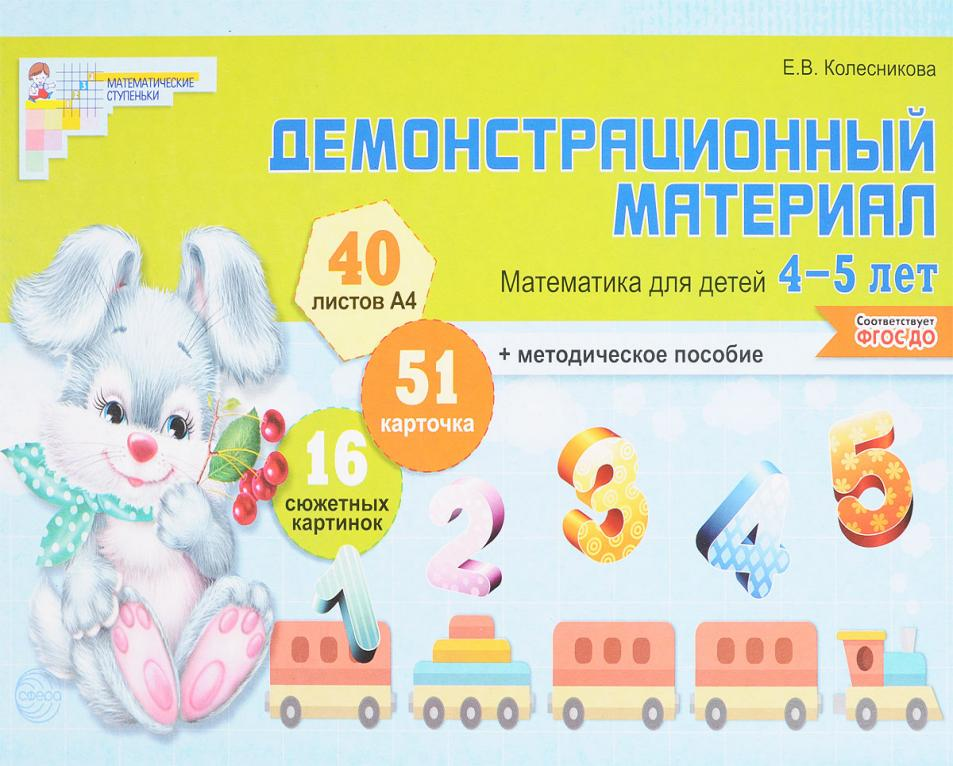 Е.В. Колесникова
МАТЕМАТИЧЕСКИЕ
СТУПЕНЬКИ
ДЕМОНСТРАЦИОННЫЙ
МАТЕРИАЛ
Математика для детей 4–5 лет
Соответствует
ФГОС ДО
+ методическое пособие
40
листов А4
51
карточка
16
сюжетных
картинок
1 2 3 4 5
сфера